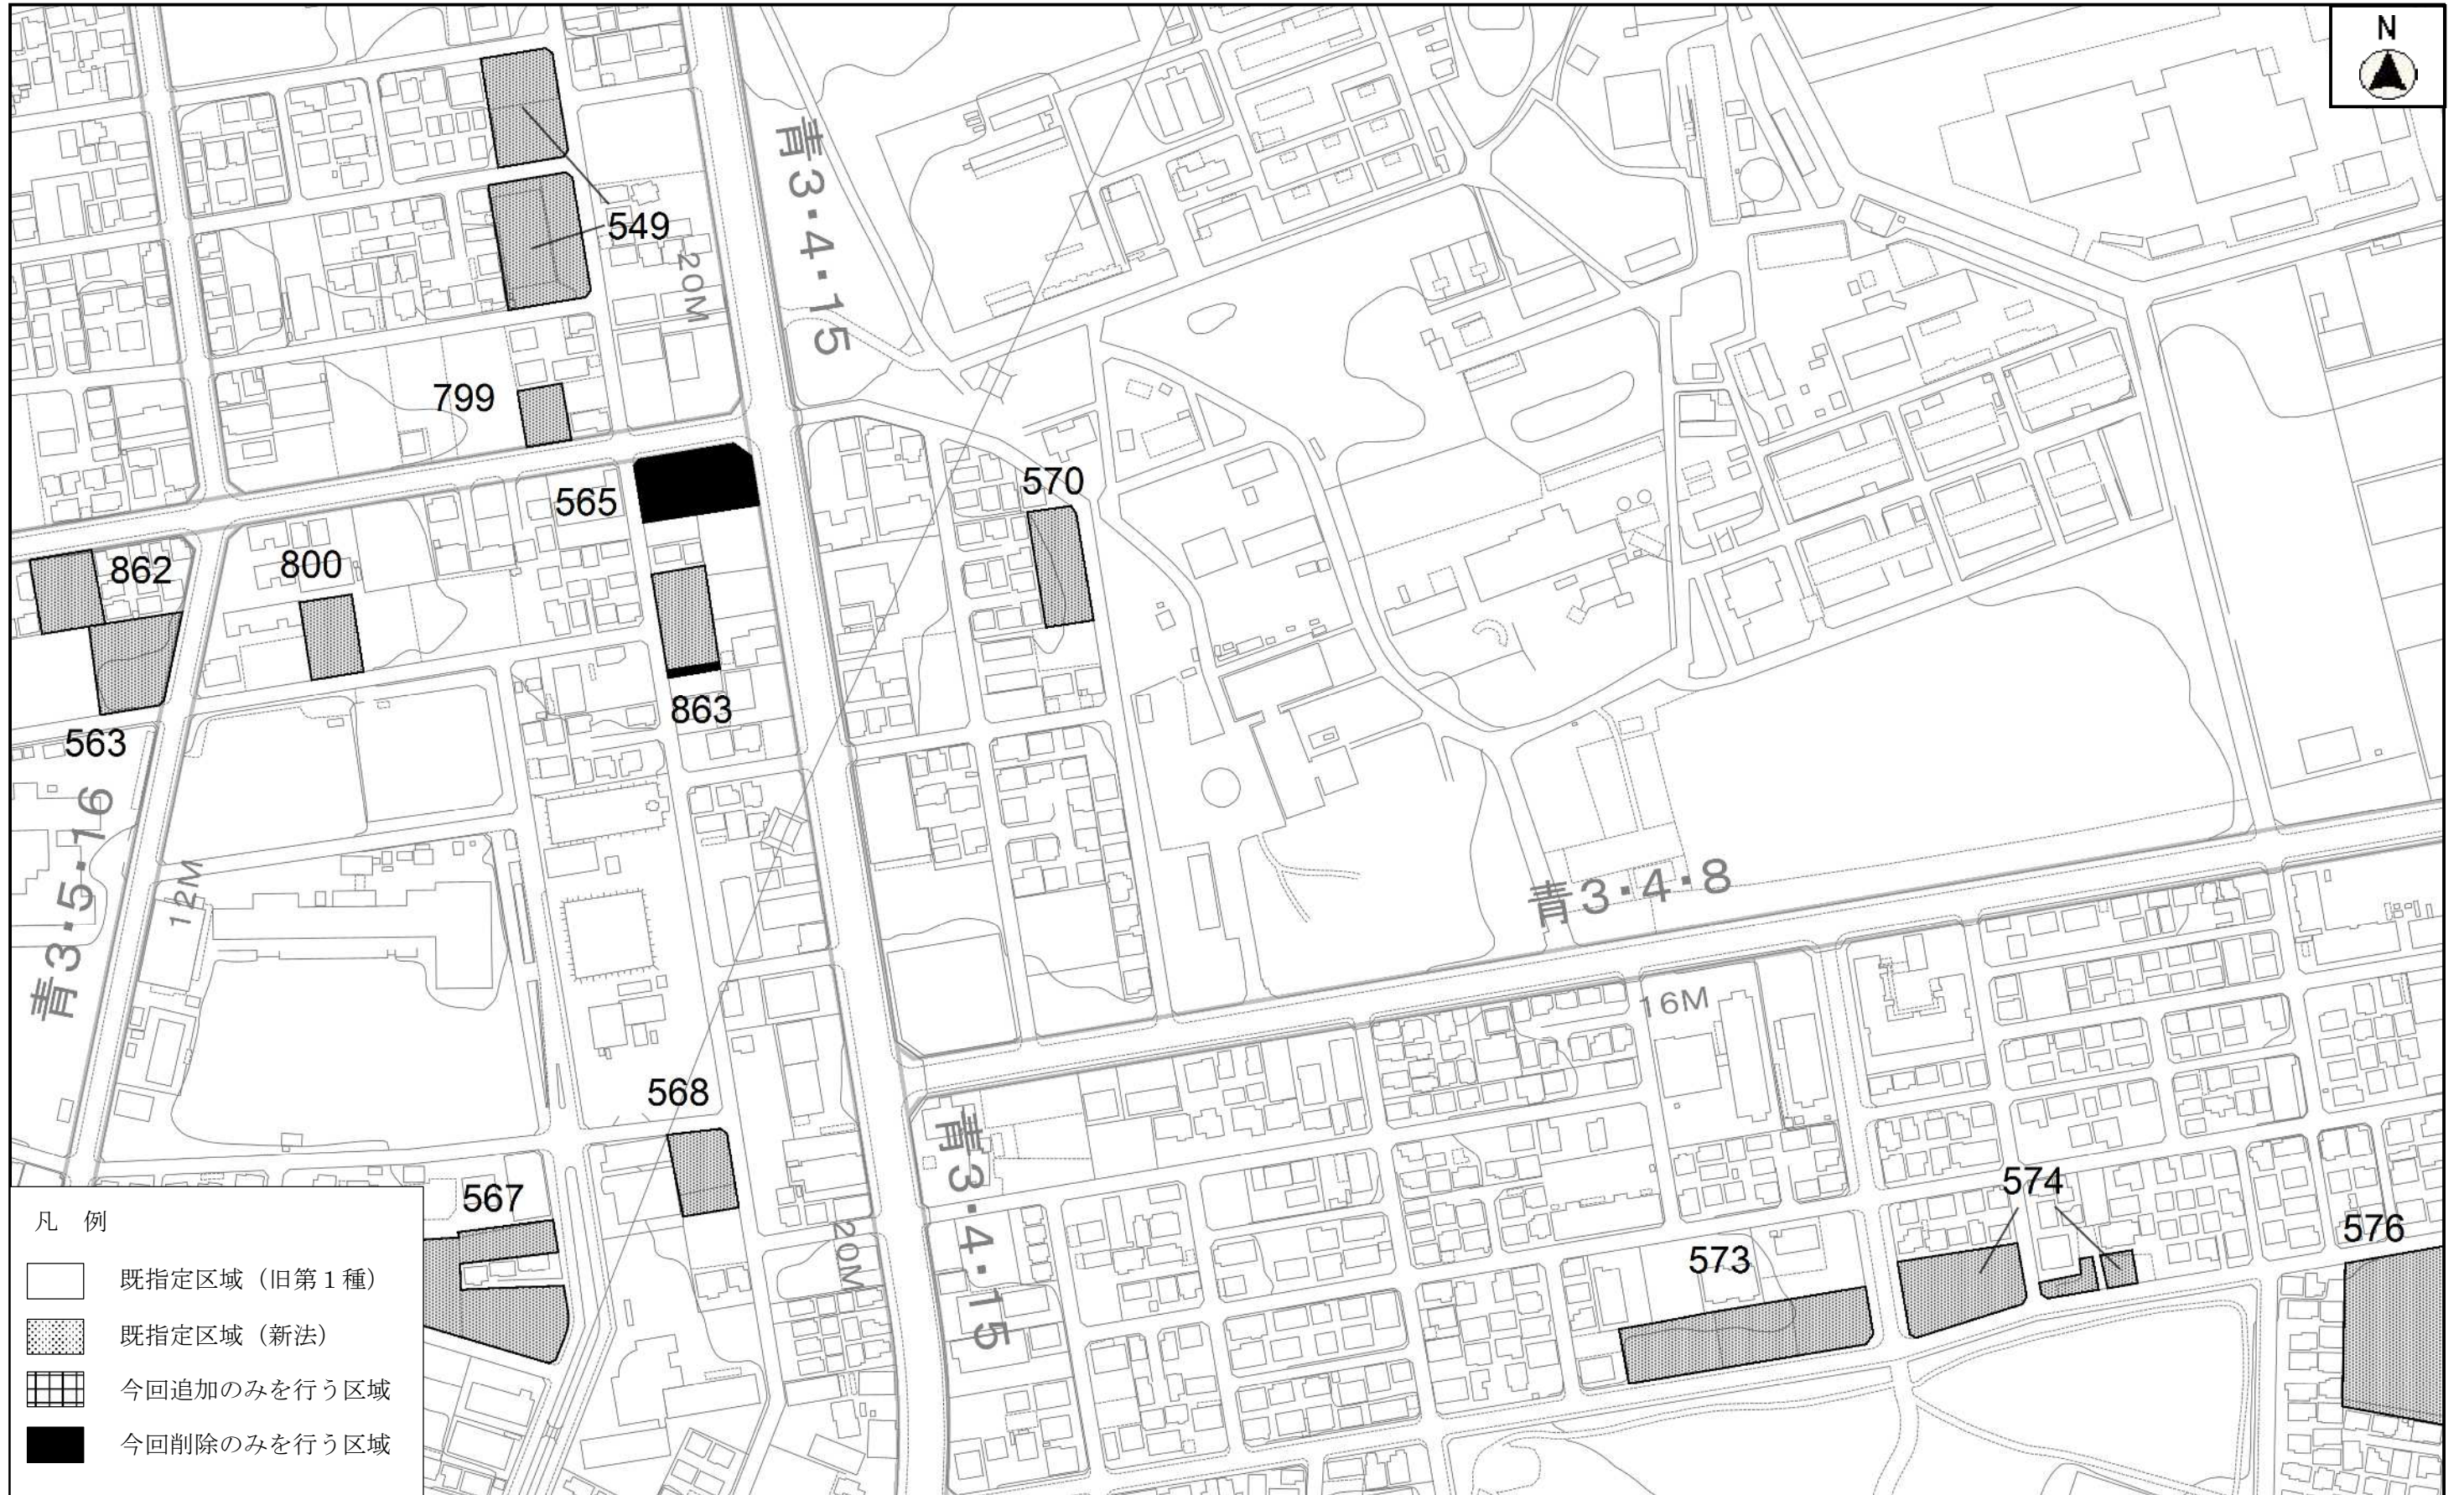 N
青3・4・15
549
20M
799
565
570
862
800
863
563
青3・5・16
12M
青3・4・8
16M
568
青3・4・15
20M
567
574
573
576
凡 例
既指定区域（旧第１種）
既指定区域（新法）
今回追加のみを行う区域
今回削除のみを行う区域